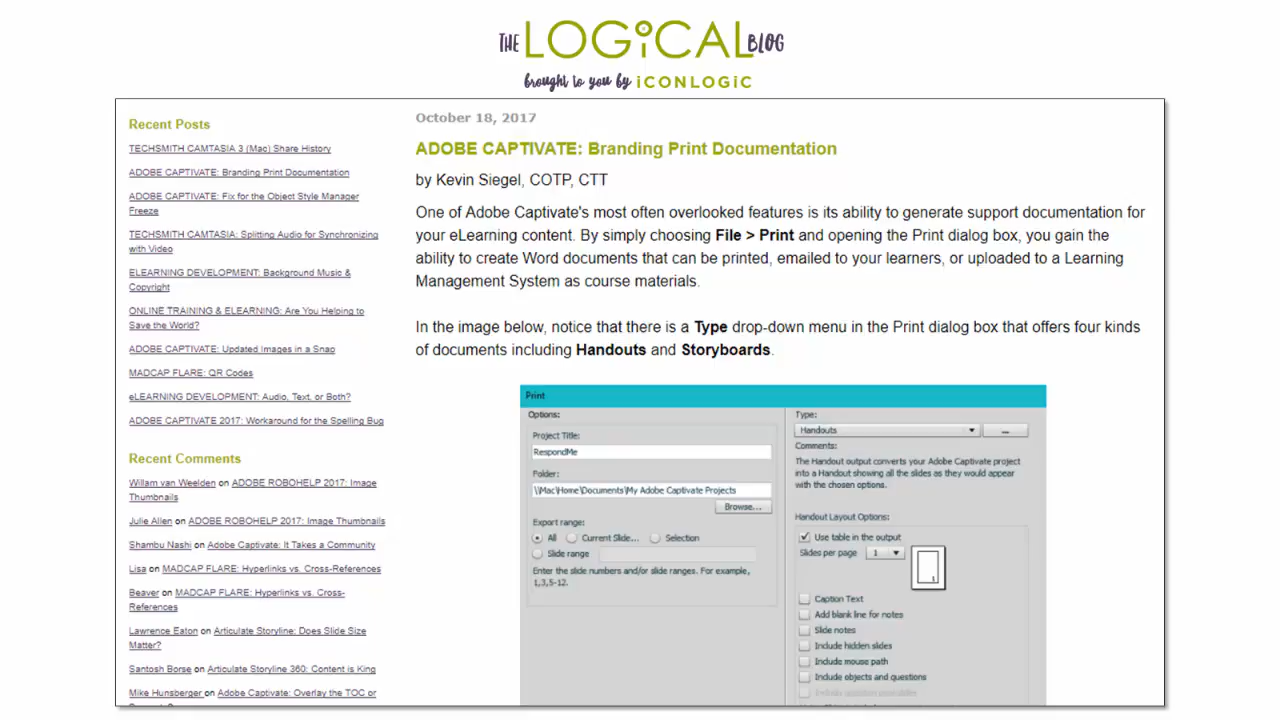 THE LOGiCAL BLOG
brought to you by iCONLOGiC
Recent Posts
TECHSMITH CAMTASIA 3 (Mac) Share History
ADOBE CAPTIVATE: Branding Print Documentation
ADOBE CAPTIVATE: Fix for the Object Style Manager
Freeze
TECHSMITH CAMTASIA: Splitting Audio for Synchronizing
with Video
ELEARNING DEVELOPMENT: Background Music &
Copyright
ONLINE TRAINING & ELEARNING: Are You Helping to
Save the World?
ADOBE CAPTIVATE: Updated Images in a Snap
MADCAP FLARE: QR Codes
eLEARNING DEVELOPMENT: Audio, Text, or Both?
ADOBE CAPTIVATE 2017: Workaround for the Spelling Bug
Recent Comments
Willam van Weelden on ADOBE ROBOHELP 2017: Image
Thumbnails
Julie Allen on ADOBE ROBOHELP 2017: Image Thumbnails
Shambu Nashi on Adobe Captivate: It Takes a Community
Lisa on MADCAP FLARE: Hyperlinks vs. Cross-References
Beaver on MADCAP FLARE: Hyperlinks vs. Cross-
References
Lawrence Eaton on Articulate Storyline: Does Slide Size
Matter?
Santosh Borse on Articulate Storyline 360: Content is King
Mike Hunsberger on Adobe Captivate: Overlay the TOC or
October 18, 2017
ADOBE CAPTIVATE: Branding Print Documentation
by Kevin Siegel, COTP, CTT
One of Adobe Captivate's most often overlooked features is its ability to generate support documentation for
your eLearning content. By simply choosing File > Print and opening the Print dialog box, you gain the
ability to create Word documents that can be printed, emailed to your learners, or uploaded to a Learning
Management System as course materials.
In the image below, notice that there is a Type drop-down menu in the Print dialog box that offers four kinds
of documents including Handouts and Storyboards.
Print
Options:
Project Title:
RespondMe
Folder:
\\Mac\Home\Documents\My Adobe Captivate Projects
Browse...
Export range:
All Current Slide... Selection
Slide range
Enter the slide numbers and/or slide ranges. For example,
1,3,5-12.
Type:
Handouts ...
Comments:
The Handout output converts your Adobe Captivate project
into a Handout showing all the slides as they would appear
with the chosen options.
Handout Layout Options:
Use table in the output
Slides per page 1
1
Caption Text
Add blank line for notes
Slide notes
Include hidden slides
Include mouse path
Include objects and questions